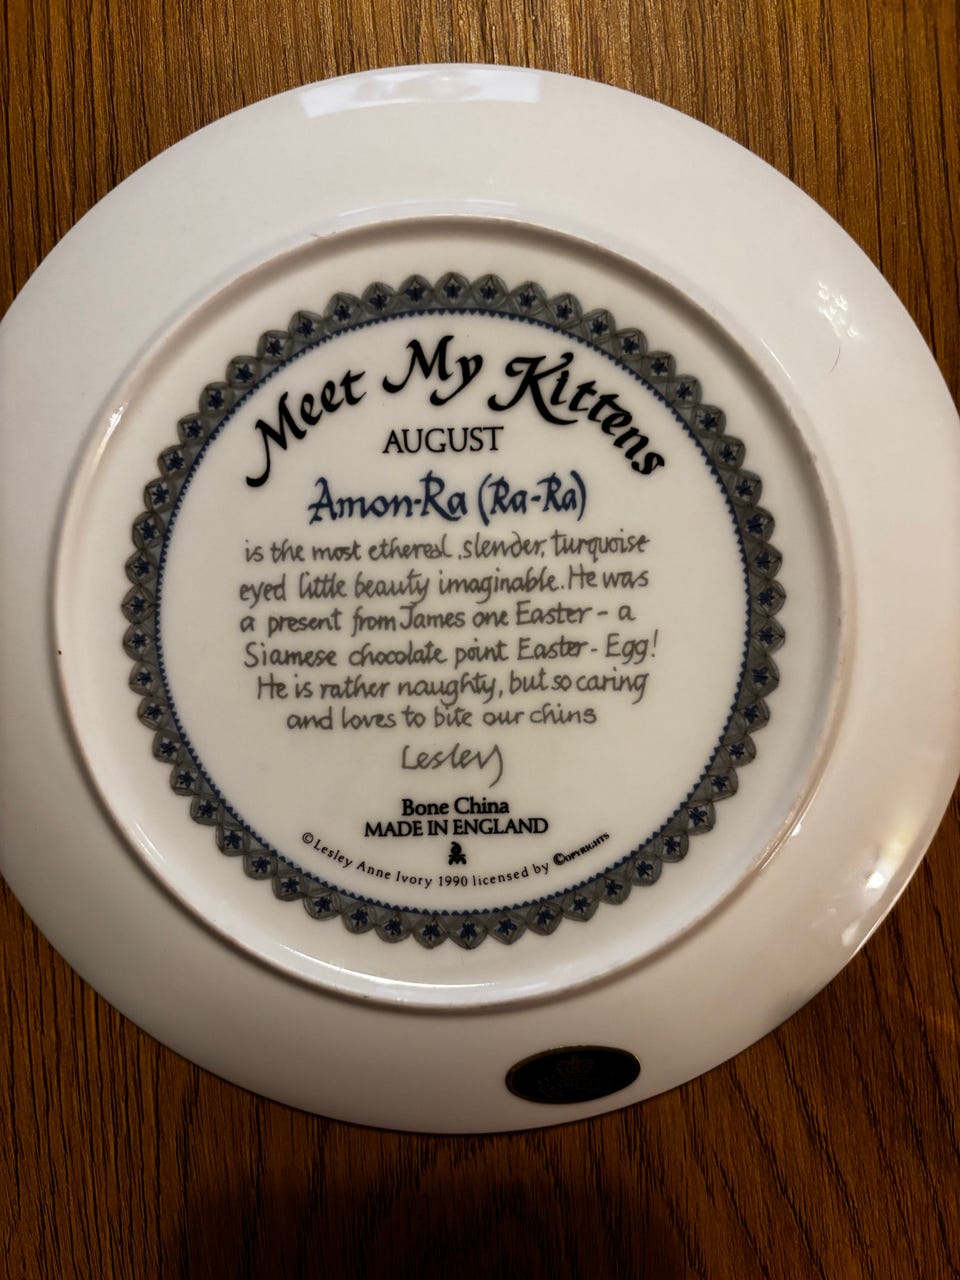 Meet My Kittens
AUGUST
Amon-Ra (Ra-Ra)
is the most ethereal, slender, turquoise
eyed little beauty imaginable. He was
a present from James one Easter - a
Siamese chocolate point Easter - Egg!
He is rather naughty, but so caring
and loves to bite our chins
Lesley
Bone China
MADE IN ENGLAND
© Lesley Anne Ivory 1990 licensed by ©OPYRIGHTS